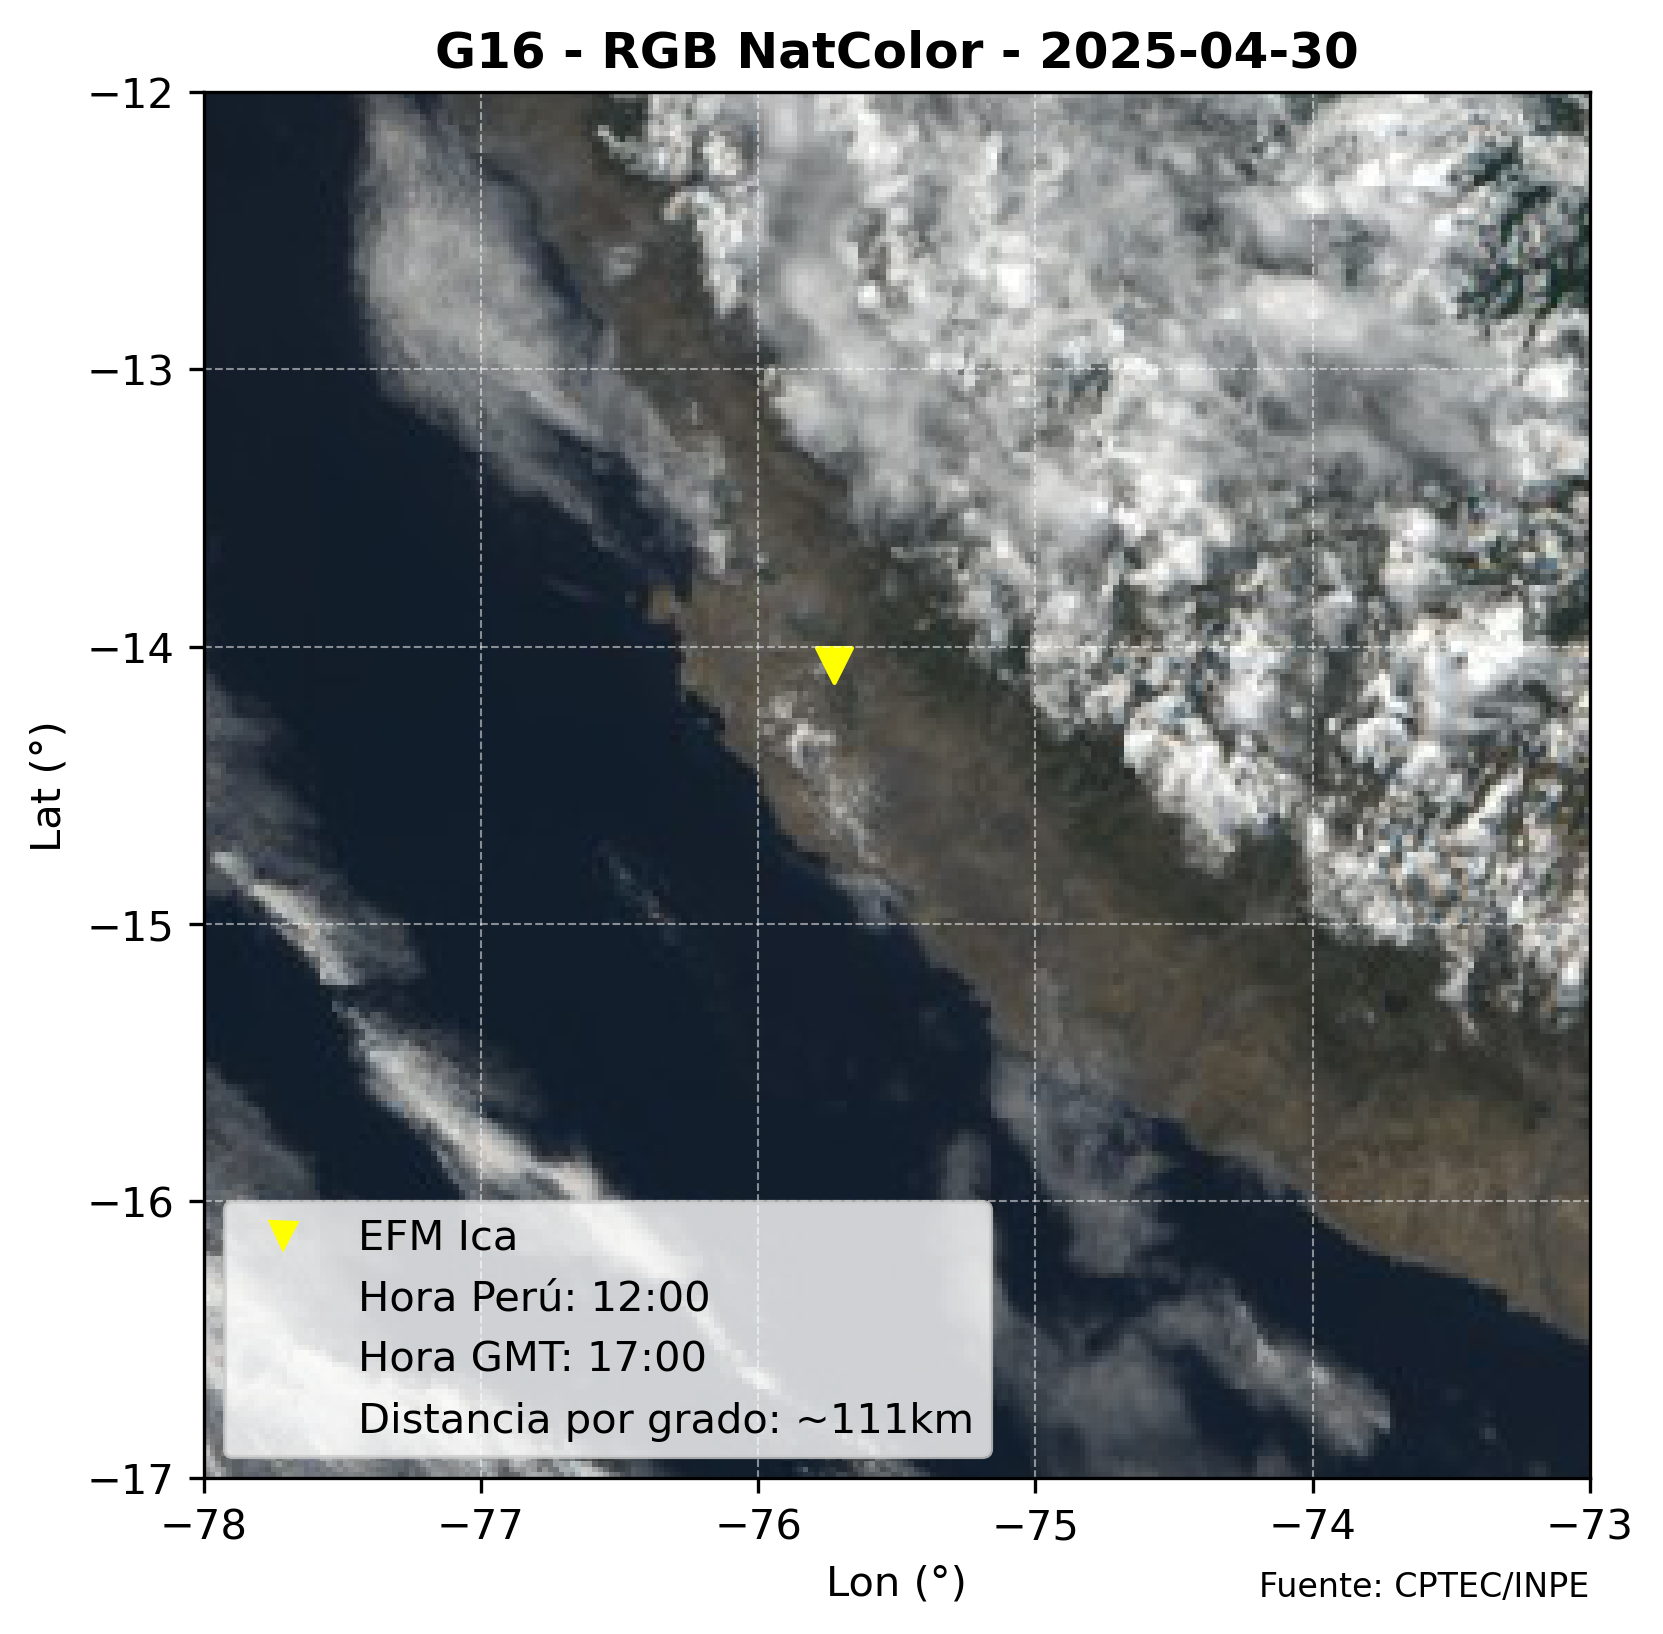 G16 - RGB NatColor - 2025-04-30
−12
−13
−14
−15
−16
−17
Lat (°)
EFM Ica
Hora Perú: 12:00
Hora GMT: 17:00
Distancia por grado: ~111km
−78
−77
−76
−75
−74
−73
Lon (°)
Fuente: CPTEC/INPE